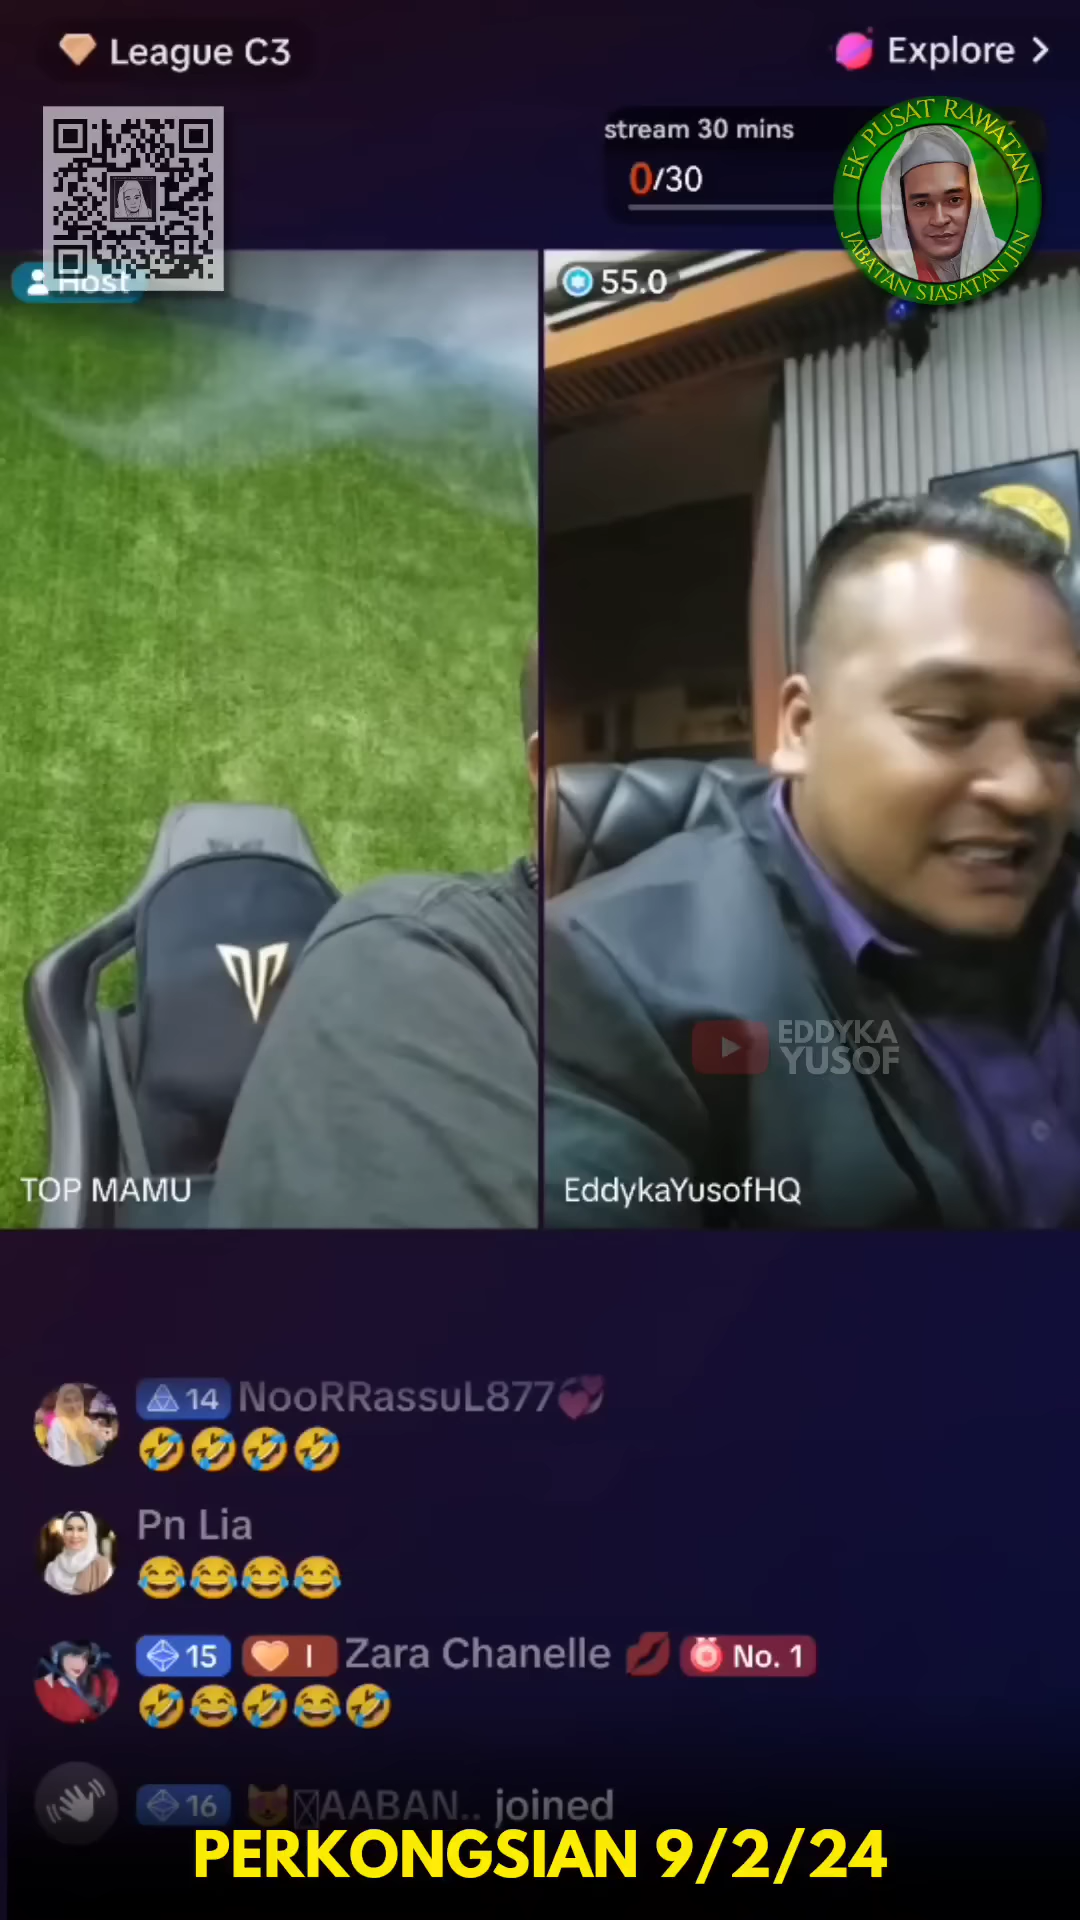 League C3
Explore
stream 30 mins
0/30
EK PUSAT RAWATAN
JABATAN SIASATAN JIN
Host
55.0
EDDYKA
YUSOF
TOP MAMU
EddykaYusofHQ
14 NooRRassuL877💞
🤣🤣🤣🤣
Pn Lia
😂😂😂😂
15 I Zara Chanelle 💋 No. 1
🤣😂🤣😂🤣
16 AABAN.. joined
PERKONGSIAN 9/2/24